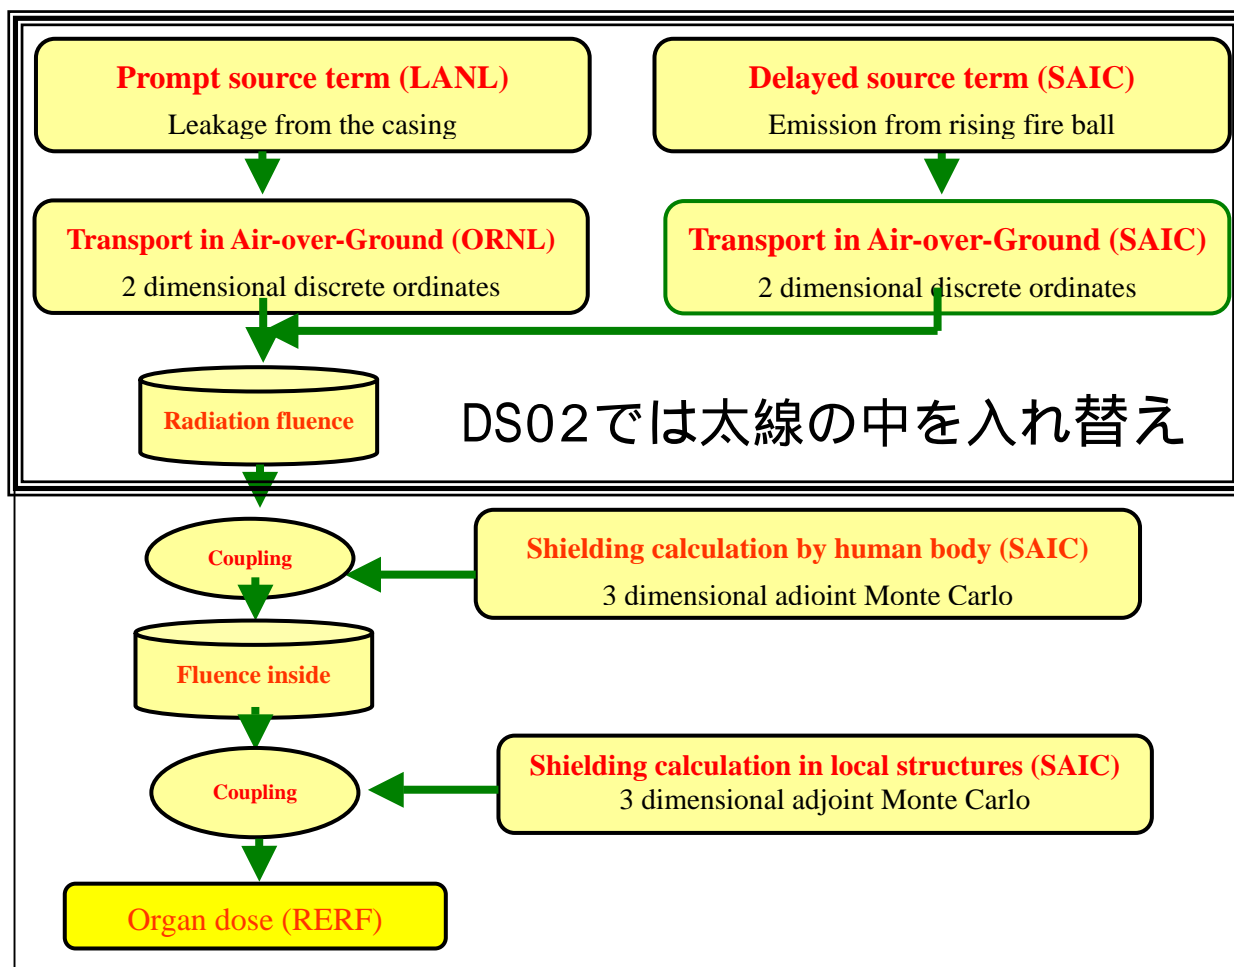 Prompt source term (LANL)
Leakage from the casing
Delayed source term (SAIC)
Emission from rising fire ball
Transport in Air-over-Ground (ORNL)
2 dimensional discrete ordinates
Transport in Air-over-Ground (SAIC)
2 dimensional discrete ordinates
Radiation fluence
DS02では太線の中を入れ替え
Coupling
Shielding calculation by human body (SAIC)
3 dimensional adjoint Monte Carlo
Fluence inside
Coupling
Shielding calculation in local structures (SAIC)
3 dimensional adjoint Monte Carlo
Organ dose (RERF)